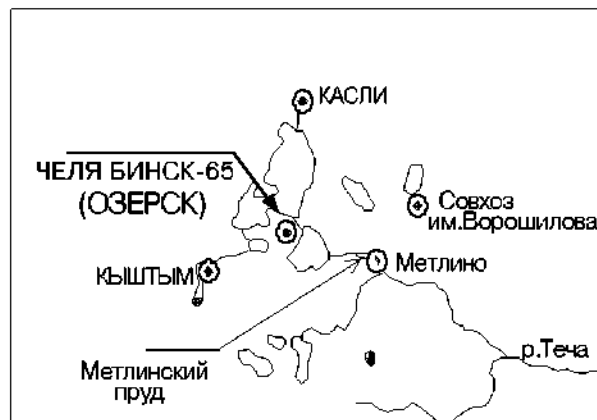 КАСЛИ
ЧЕЛЯ БИНСК-65
(ОЗЕРСК)
Совхоз
им.Ворошилова
Метлино
КЫШТЫМ
р.Теча
Метлинский
пруд